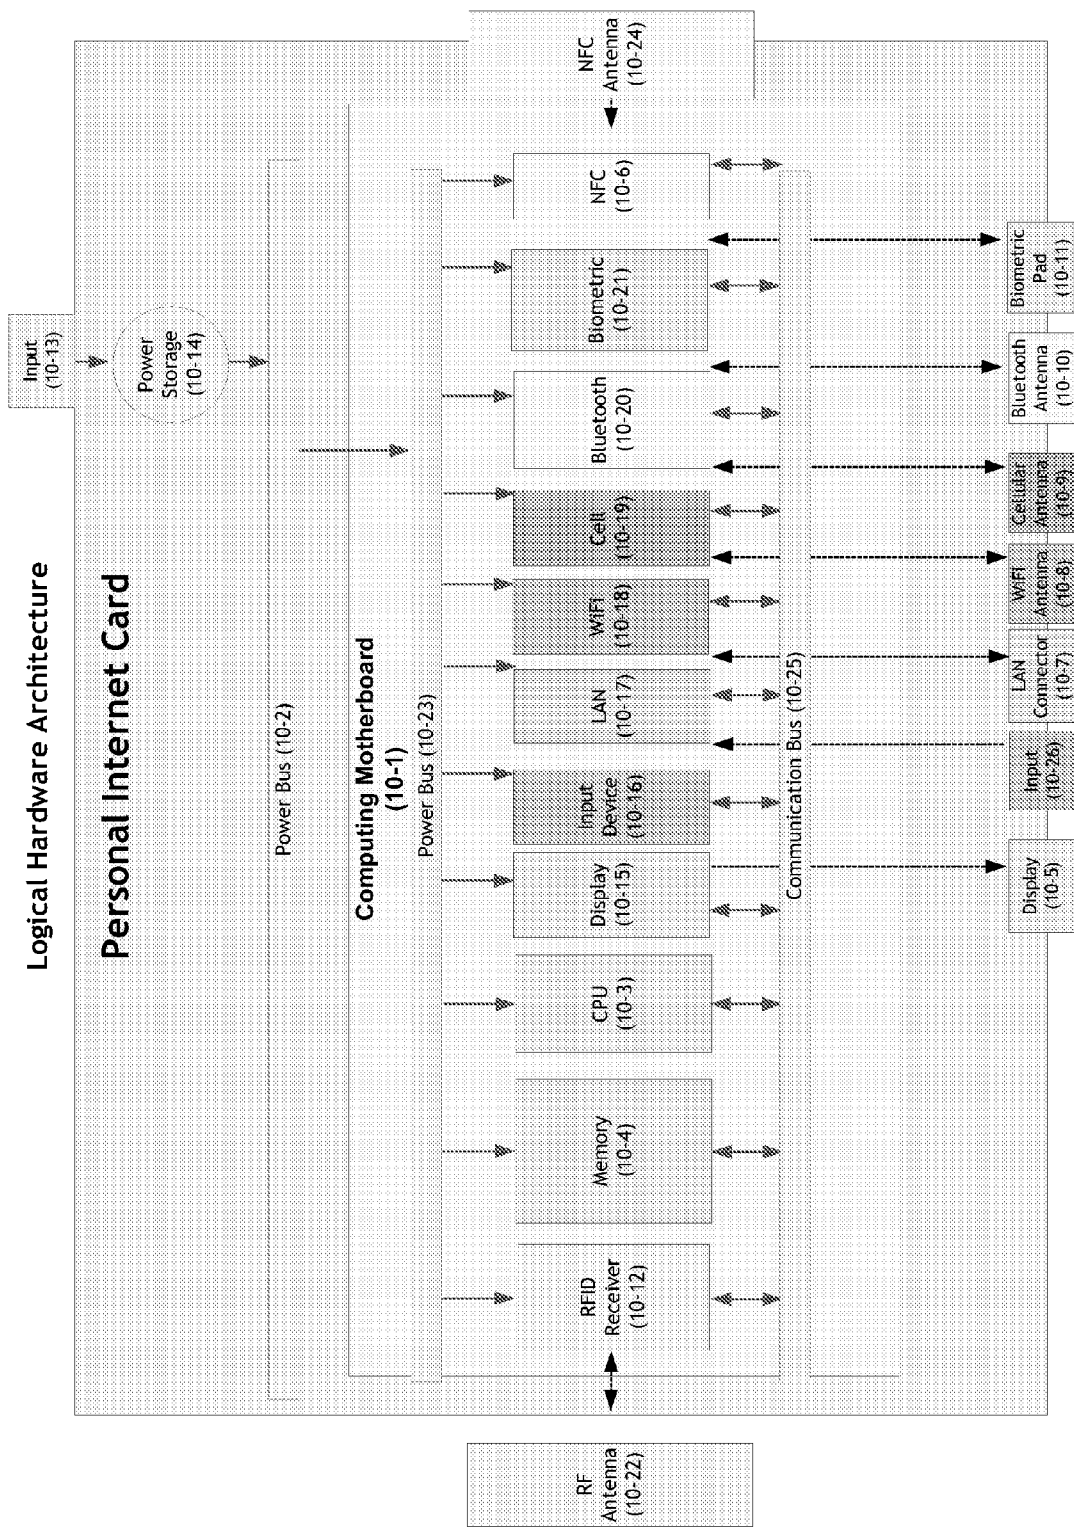 Logical Hardware Architecture
Personal Internet Card
Input
(10-13)
Power
Storage
(10-14)
Power Bus (10-2)
Computing Motherboard
(10-1)
Power Bus (10-23)
RF
Antenna
(10-22)
RFID
Receiver
(10-12)
Memory
(10-4)
CPU
(10-3)
Display
(10-15)
Input
Device
(10-16)
LAN
(10-17)
WiFi
(10-18)
Cell
(10-19)
Bluetooth
(10-20)
Biometric
(10-21)
NFC
(10-6)
NFC
Antenna
(10-24)
Communication Bus (10-25)
Display
(10-5)
Input
(10-26)
LAN
Connector
(10-7)
WiFi
Antenna
(10-8)
Cellular
Antenna
(10-9)
Bluetooth
Antenna
(10-10)
Biometric
Pad
(10-11)